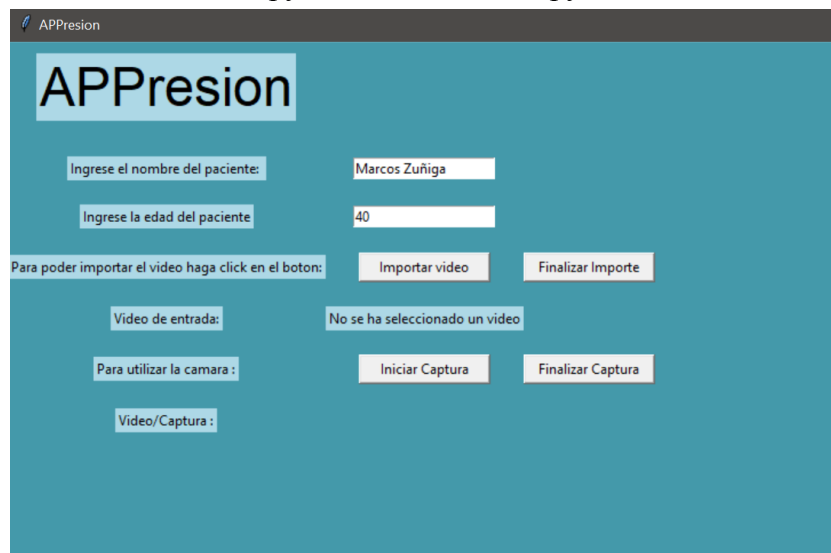 APPresion
APPresion
Ingrese el nombre del paciente: Marcos Zuñiga
Ingrese la edad del paciente 40
Para poder importar el video haga click en el boton: Importar video Finalizar Importe
Video de entrada: No se ha seleccionado un video
Para utilizar la camara : Iniciar Captura Finalizar Captura
Video/Captura :